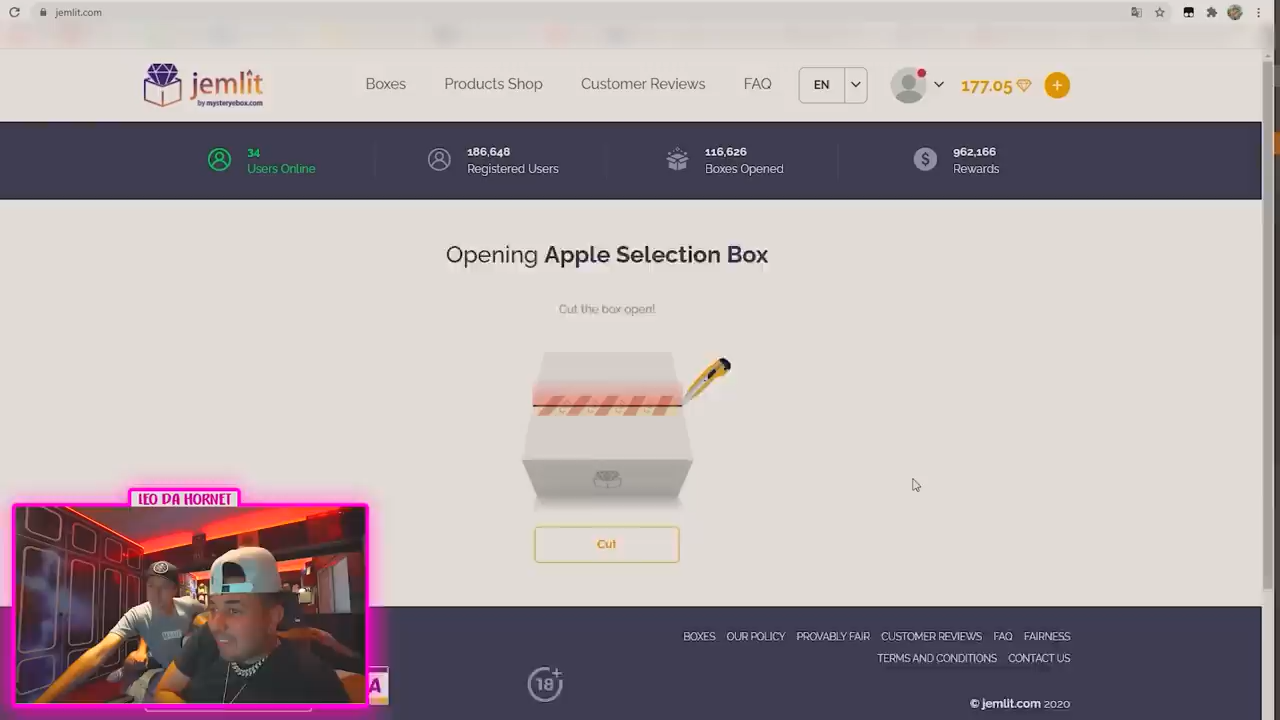 jemlit.com
jemlit
by mysteryebox.com
Boxes
Products Shop
Customer Reviews
FAQ
EN
177.05
34
Users Online
186,648
Registered Users
116,626
Boxes Opened
962,166
Rewards
Opening Apple Selection Box
Cut the box open!
Cut
LEO DA HORNET
A
18+
BOXES OUR POLICY PROVABLY FAIR CUSTOMER REVIEWS FAQ FAIRNESS
TERMS AND CONDITIONS CONTACT US
© jemlit.com 2020